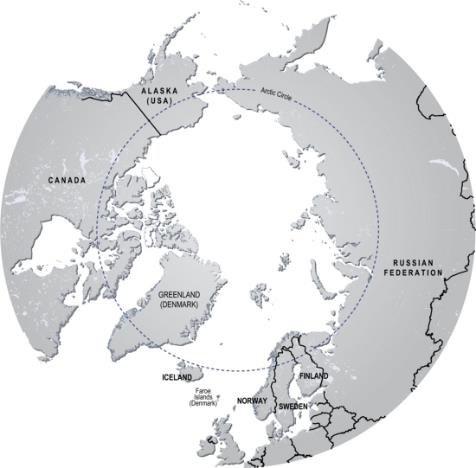 ALASKA
(USA)
Arctic Circle
CANADA
RUSSIAN
FEDERATION
GREENLAND
(DENMARK)
ICELAND
FINLAND
Faroe
Islands
(Denmark)
NORWAY
SWEDEN